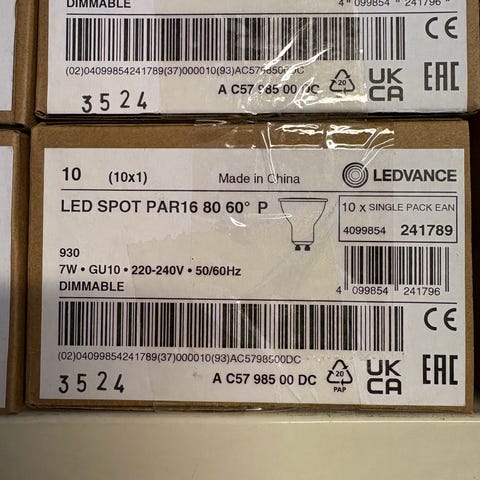 DIMMABLE
4 099854 241796
(02)04099854241789(37)000010(93)AC5798500DC
3524
A C57 985 00 DC
20
UK
CA
EAC
10 (10x1)
Made in China
LEDVANCE
LED SPOT PAR16 80 60° P
10 x SINGLE PACK EAN
4099854 241789
930
7W • GU10 • 220-240V • 50/60Hz
DIMMABLE
4 099854 241796
CE
(02)04099854241789(37)000010(93)AC5798500DC
3524
A C57 985 00 DC
20
PAP
UK
CA
EAC